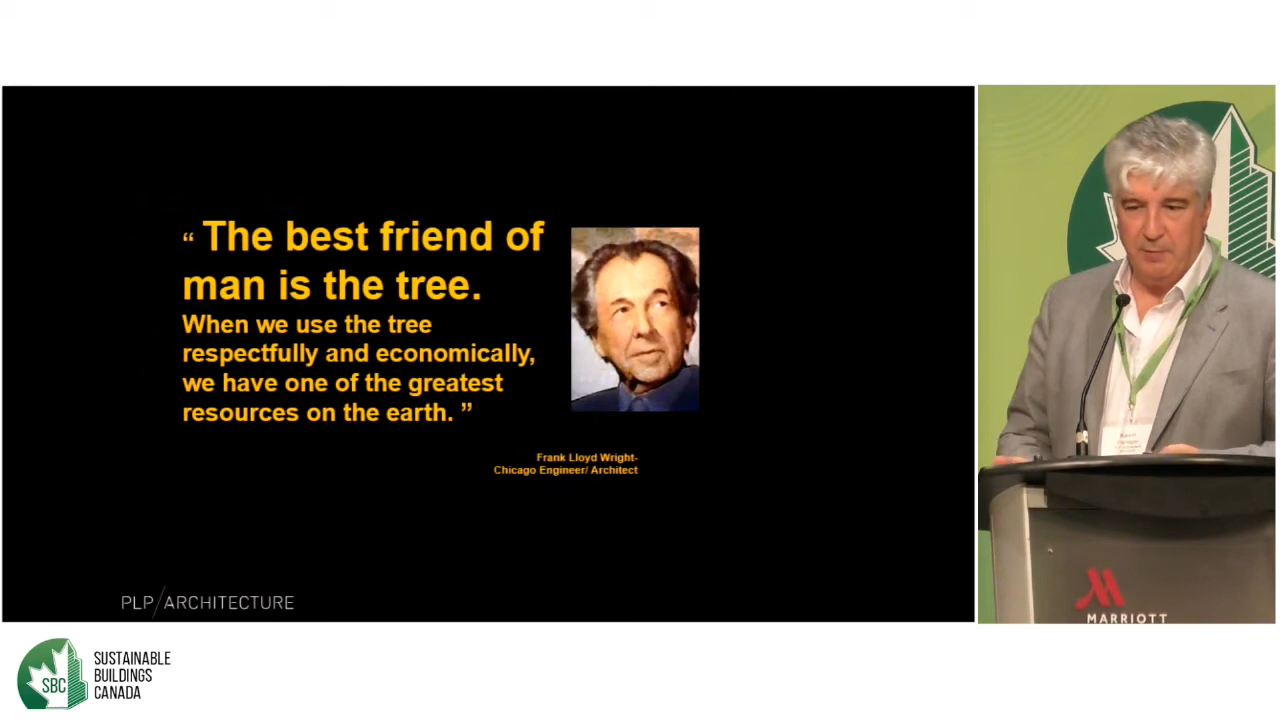 “ The best friend of
man is the tree.
When we use the tree
respectfully and economically,
we have one of the greatest
resources on the earth. ”
Frank Lloyd Wright-
Chicago Engineer/ Architect
PLP/ARCHITECTURE
MARRIOTT
SBC
SUSTAINABLE
BUILDINGS
CANADA